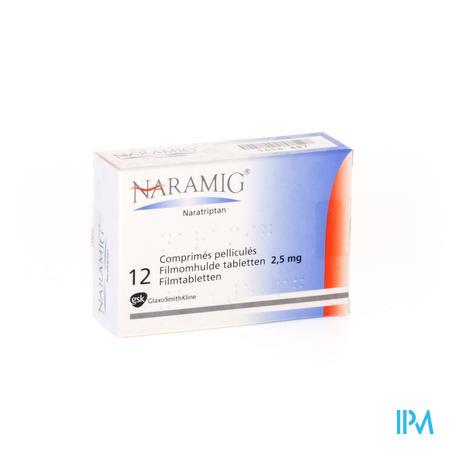 NARAMIG®
Naratriptan
12
Comprimés pelliculés
Filmomhulde tabletten 2,5 mg
Filmtabletten
gsk GlaxoSmithKline
IPM